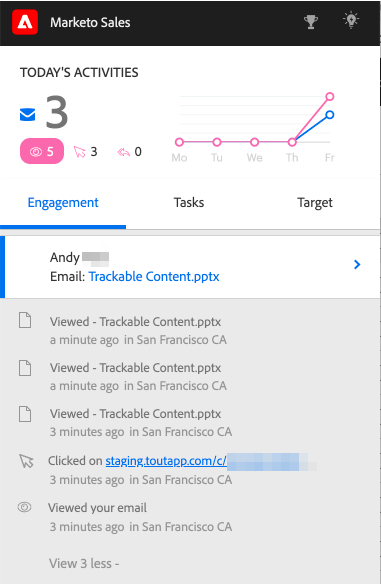 Marketo Sales
TODAY'S ACTIVITIES
3
5 3 0
Mo Tu We Th Fr
Engagement Tasks Target
Andy
Email: Trackable Content.pptx
Viewed - Trackable Content.pptx
a minute ago in San Francisco CA
Viewed - Trackable Content.pptx
a minute ago in San Francisco CA
Viewed - Trackable Content.pptx
3 minutes ago in San Francisco CA
Clicked on staging.toutapp.com/c/
3 minutes ago in San Francisco CA
Viewed your email
3 minutes ago in San Francisco CA
View 3 less -